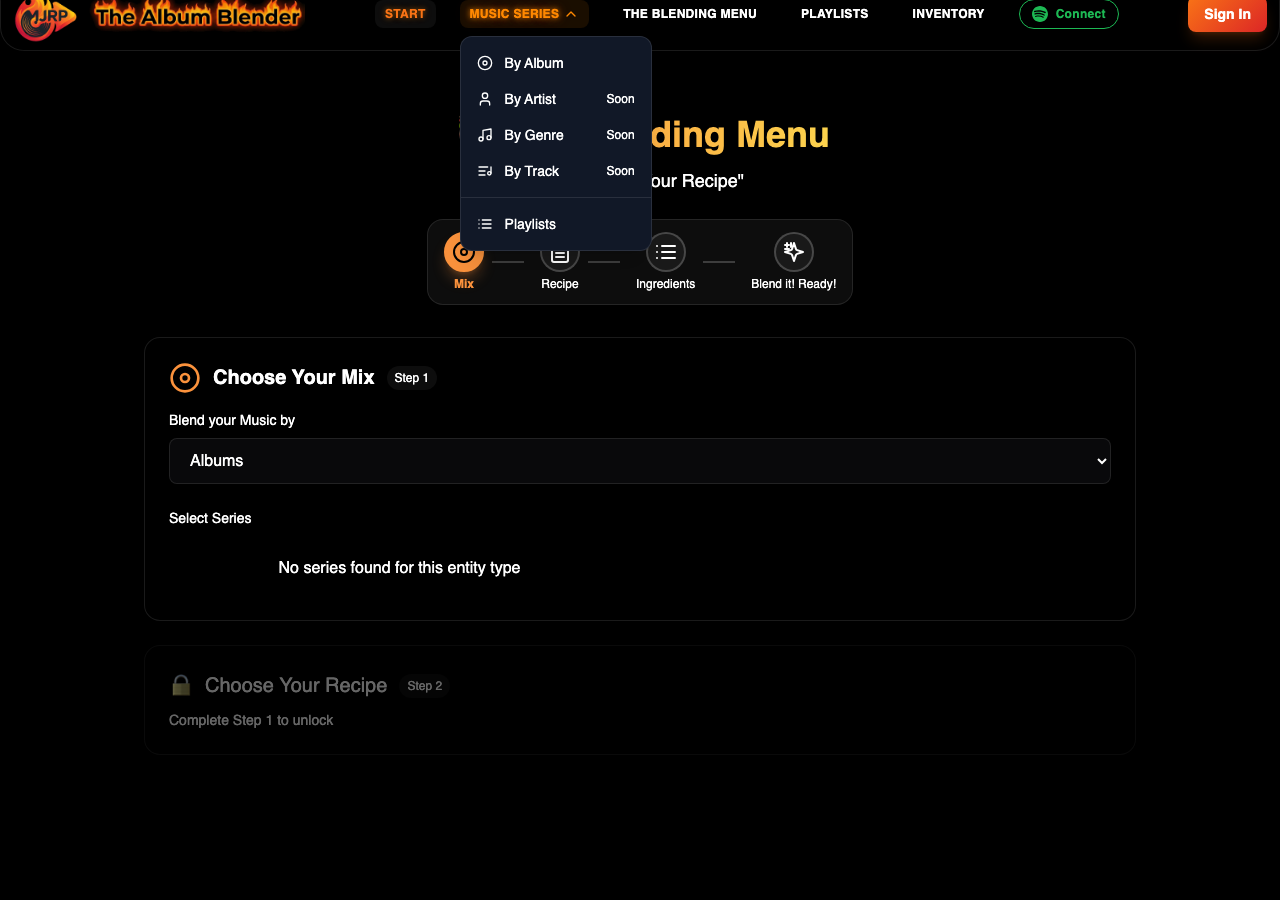 JRP The Album Blender START MUSIC SERIES THE BLENDING MENU PLAYLISTS INVENTORY Connect Sign In
By Album
By Artist Soon
By Genre Soon
By Track Soon
Playlists
ding Menu
our Recipe"
Mix Recipe Ingredients Blend it! Ready!
Choose Your Mix Step 1
Blend your Music by
Albums
Select Series
No series found for this entity type
Choose Your Recipe Step 2
Complete Step 1 to unlock